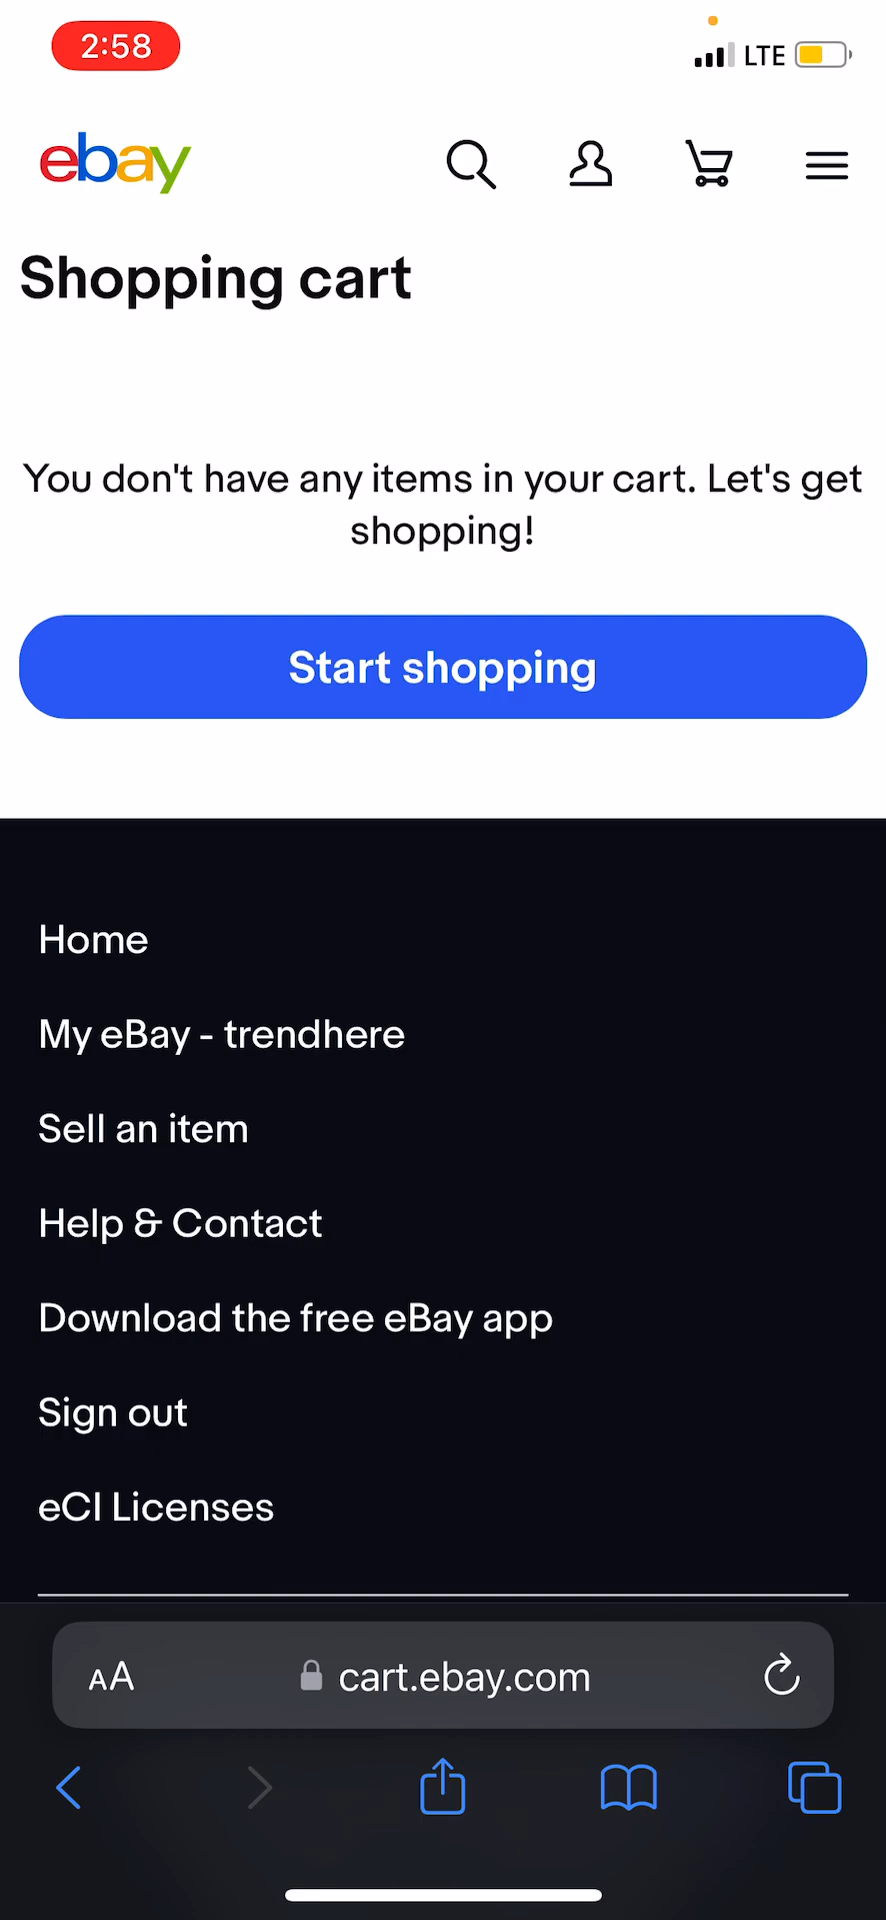 2:58
LTE
ebay
Shopping cart
You don't have any items in your cart. Let's get
shopping!
Start shopping
Home
My eBay - trendhere
Sell an item
Help & Contact
Download the free eBay app
Sign out
eCI Licenses
AA
cart.ebay.com